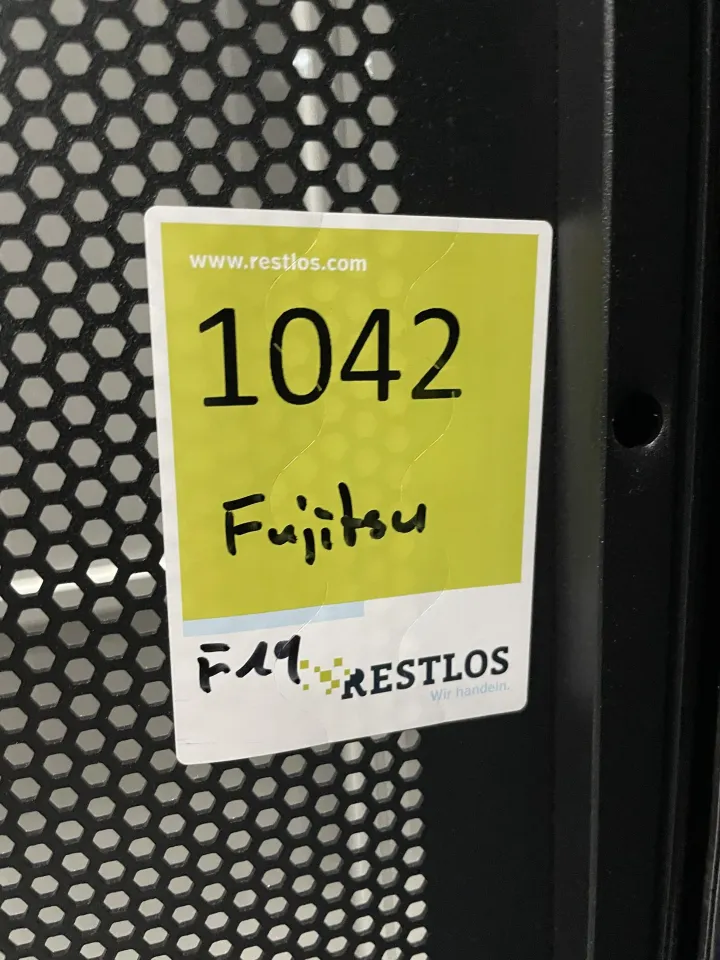 www.restlos.com
1042
Fujitsu
F19 RESTLOS
Wir handeln.